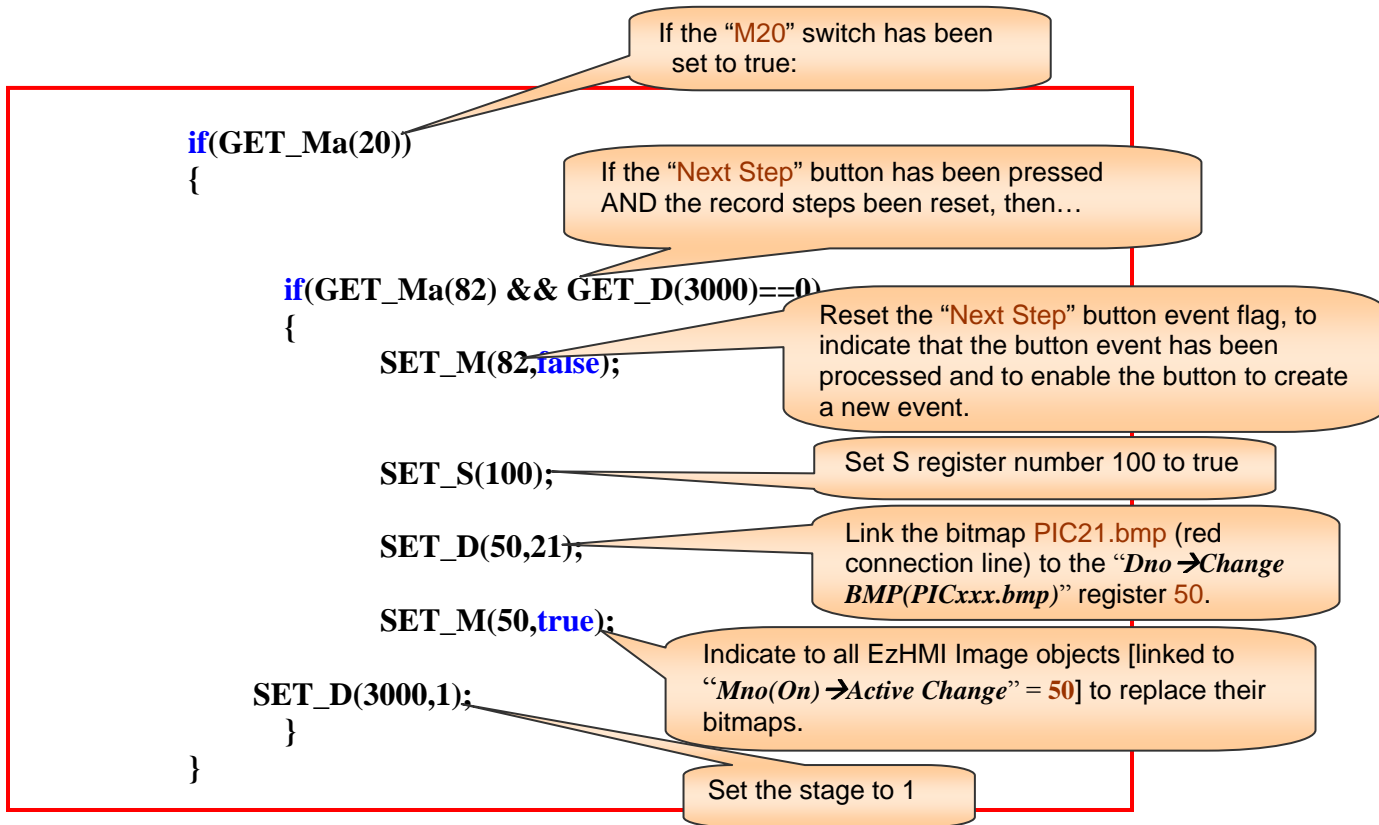 If the “M20” switch has been
set to true:
if(GET_Ma(20))
{
If the “Next Step” button has been pressed
AND the record steps been reset, then…
if(GET_Ma(82) && GET_D(3000)==0)
{
Reset the “Next Step” button event flag, to
indicate that the button event has been
processed and to enable the button to create
a new event.
SET_M(82,false);
SET_S(100);
Set S register number 100 to true
SET_D(50,21);
Link the bitmap PIC21.bmp (red
connection line) to the “Dno→Change
BMP(PICxxx.bmp)” register 50.
SET_M(50,true);
Indicate to all EzHMI Image objects [linked to
“Mno(On)→Active Change” = 50] to replace their
bitmaps.
SET_D(3000,1);
}
}
Set the stage to 1